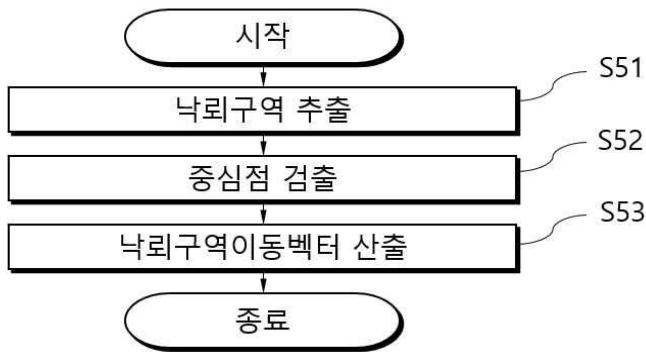 시작
S51
낙뢰구역 추출
S52
중심점 검출
S53
낙뢰구역이동벡터 산출
종료